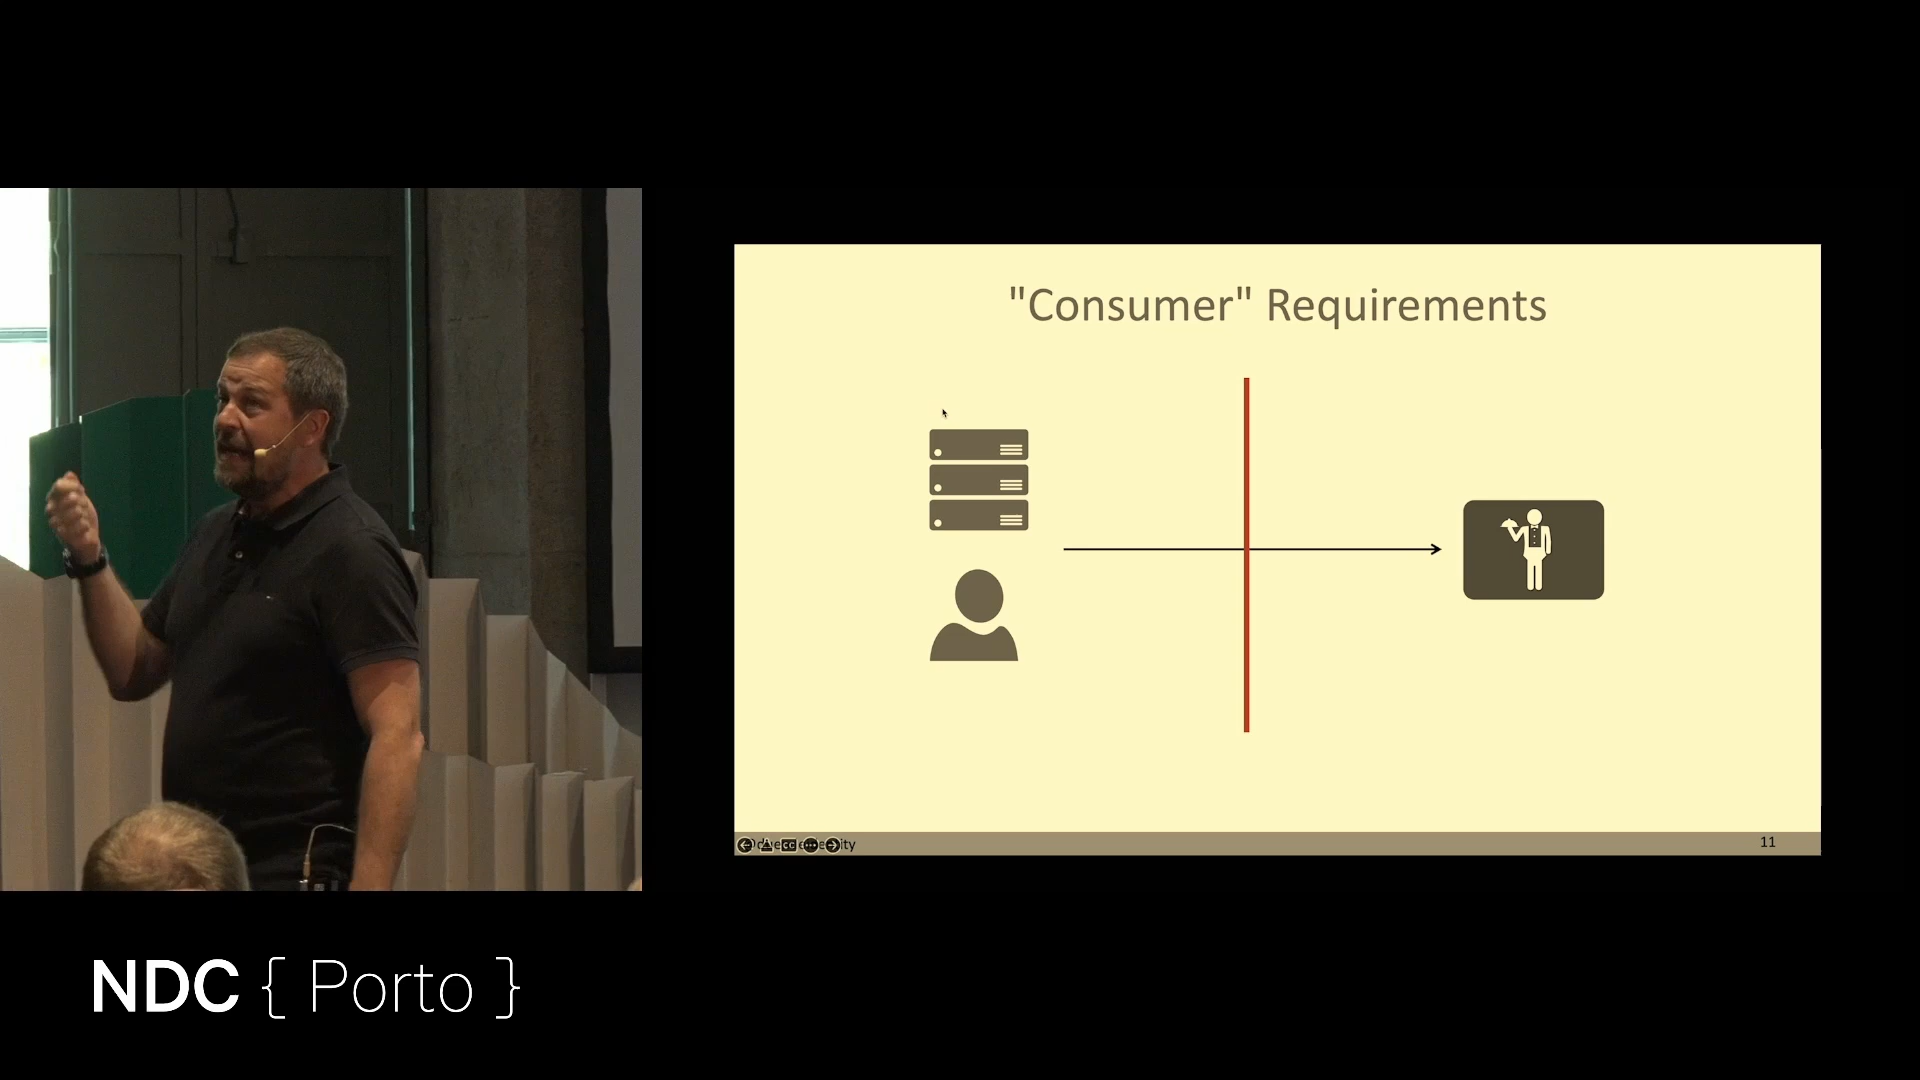 "Consumer" Requirements
11
NDC { Porto }